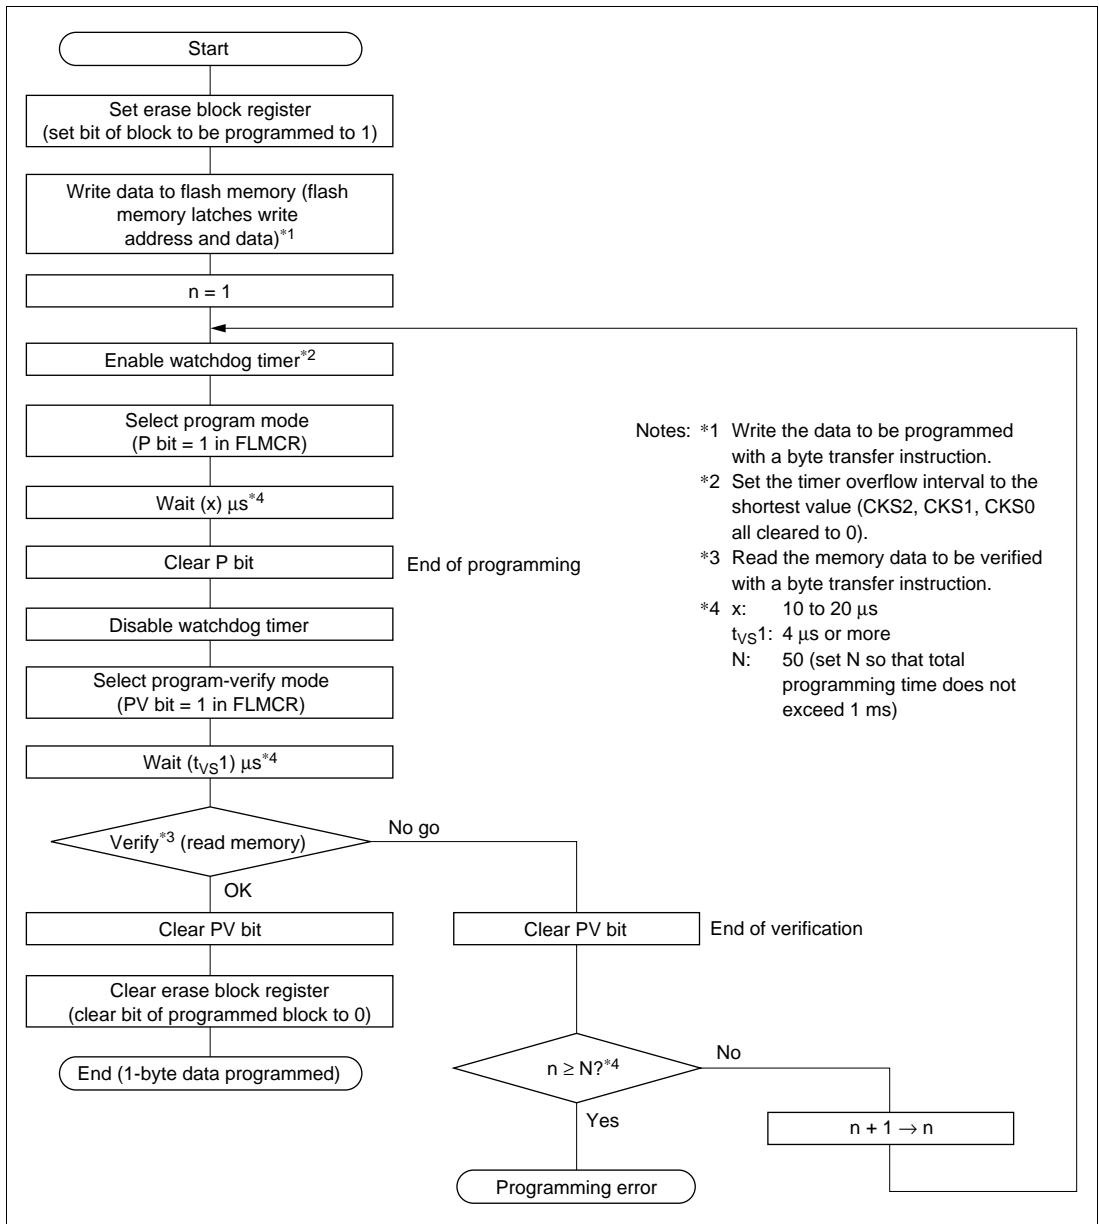 Start
Set erase block register
(set bit of block to be programmed to 1)
Write data to flash memory (flash
memory latches write
address and data)*1
n = 1
Enable watchdog timer*2
Select program mode
(P bit = 1 in FLMCR)
Wait (x) μs*4
Clear P bit
End of programming
Disable watchdog timer
Select program-verify mode
(PV bit = 1 in FLMCR)
Wait (tVS1) μs*4
Verify*3 (read memory)
No go
OK
Clear PV bit
Clear PV bit
End of verification
Clear erase block register
(clear bit of programmed block to 0)
End (1-byte data programmed)
n ≥ N?*4
No
Yes
n + 1 → n
Programming error
Notes: *1 Write the data to be programmed
with a byte transfer instruction.
*2 Set the timer overflow interval to the
shortest value (CKS2, CKS1, CKS0
all cleared to 0).
*3 Read the memory data to be verified
with a byte transfer instruction.
*4 x: 10 to 20 μs
tVS1: 4 μs or more
N: 50 (set N so that total
programming time does not
exceed 1 ms)